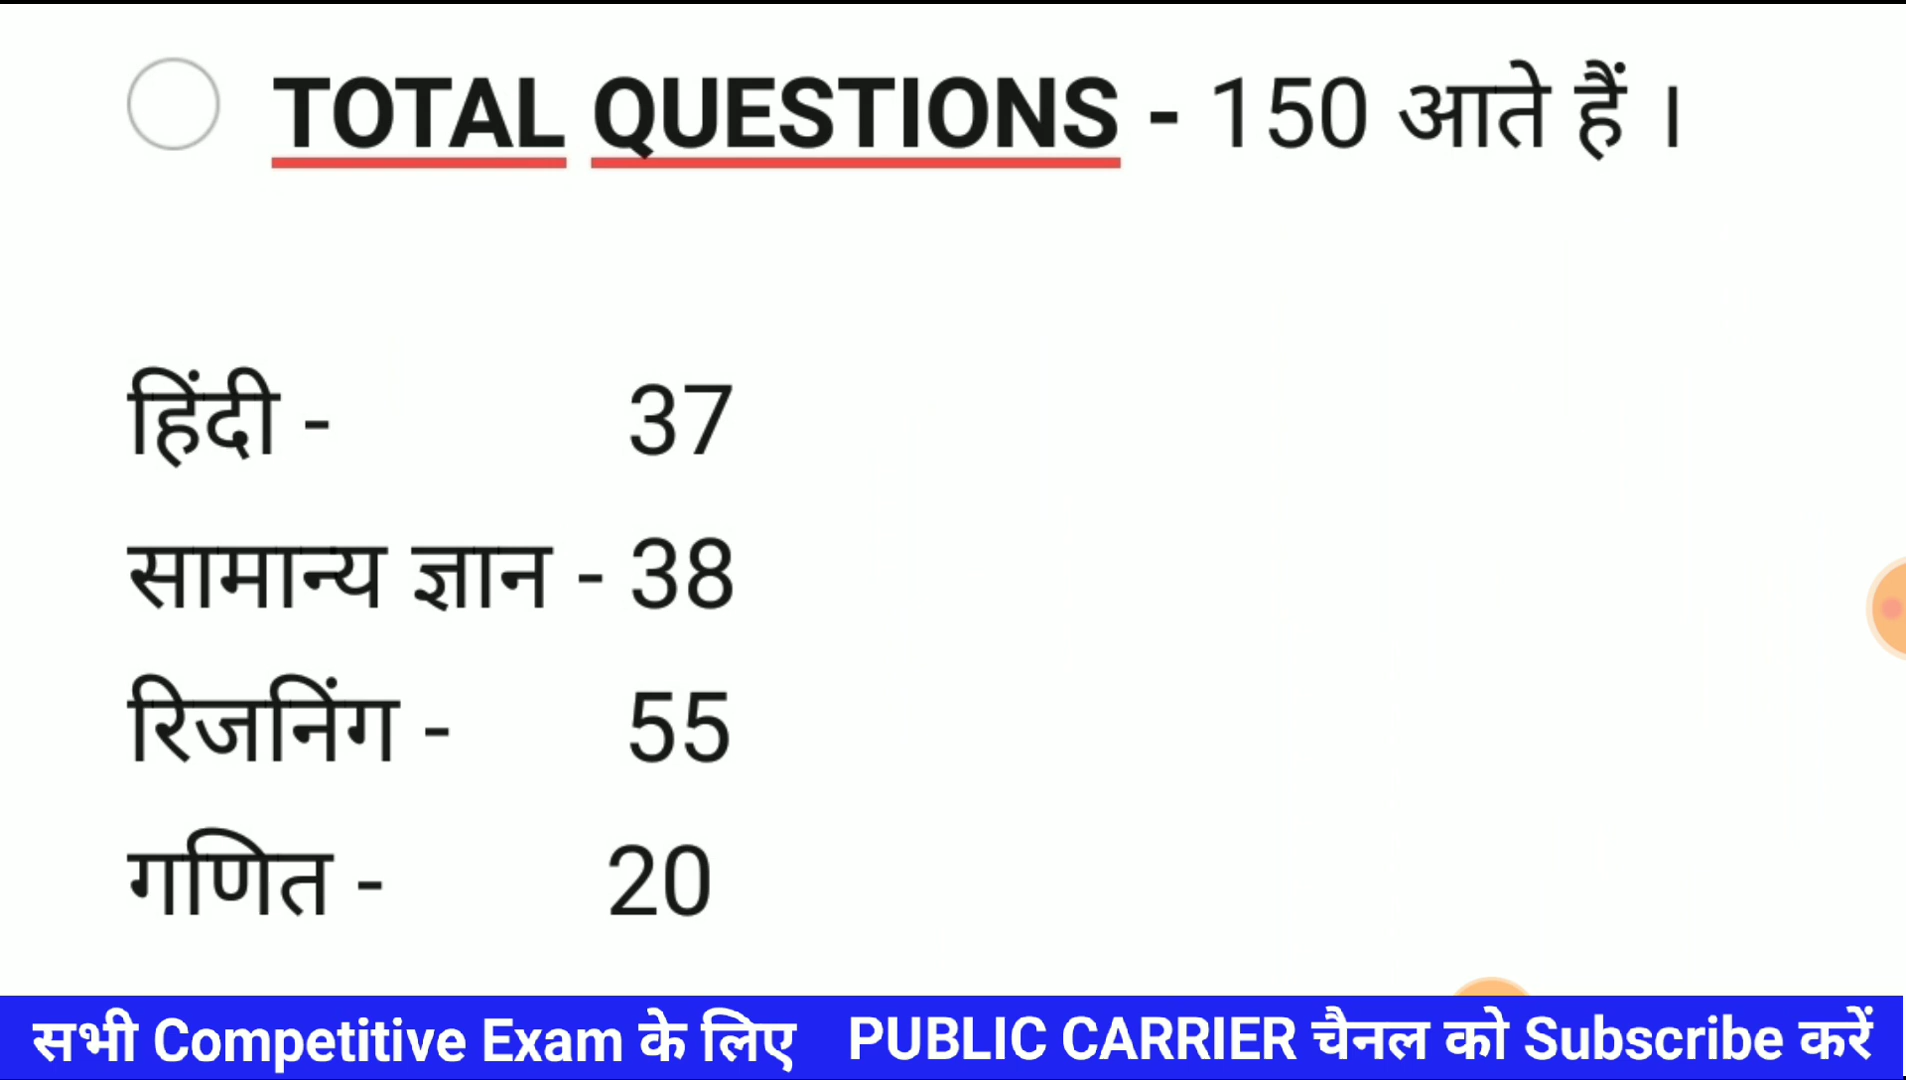 TOTAL QUESTIONS - 150 आते हैं ।
हिंदी - 37
सामान्य ज्ञान - 38
रिजनिंग - 55
गणित - 20
सभी Competitive Exam के लिए PUBLIC CARRIER चैनल को Subscribe करें